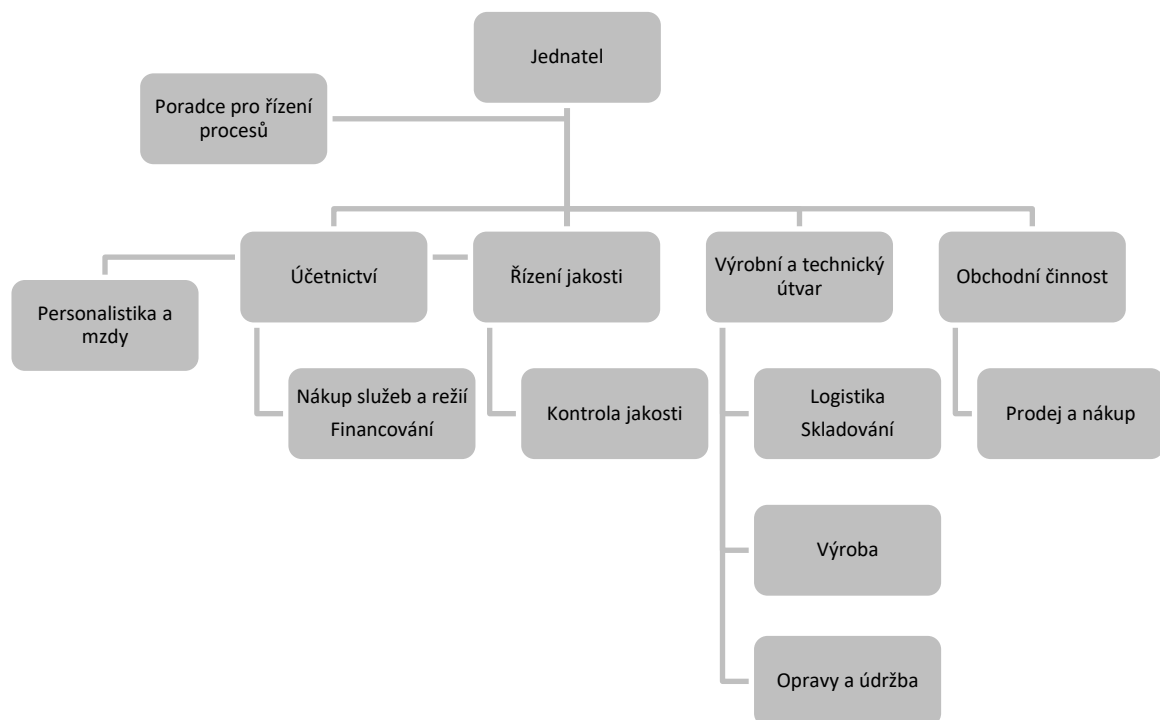 Jednatel
Poradce pro řízení
procesů
Účetnictví
Řízení jakosti
Výrobní a technický
útvar
Obchodní činnost
Personalistika a
mzdy
Nákup služeb a režií
Financování
Kontrola jakosti
Logistika
Skladování
Prodej a nákup
Výroba
Opravy a údržba